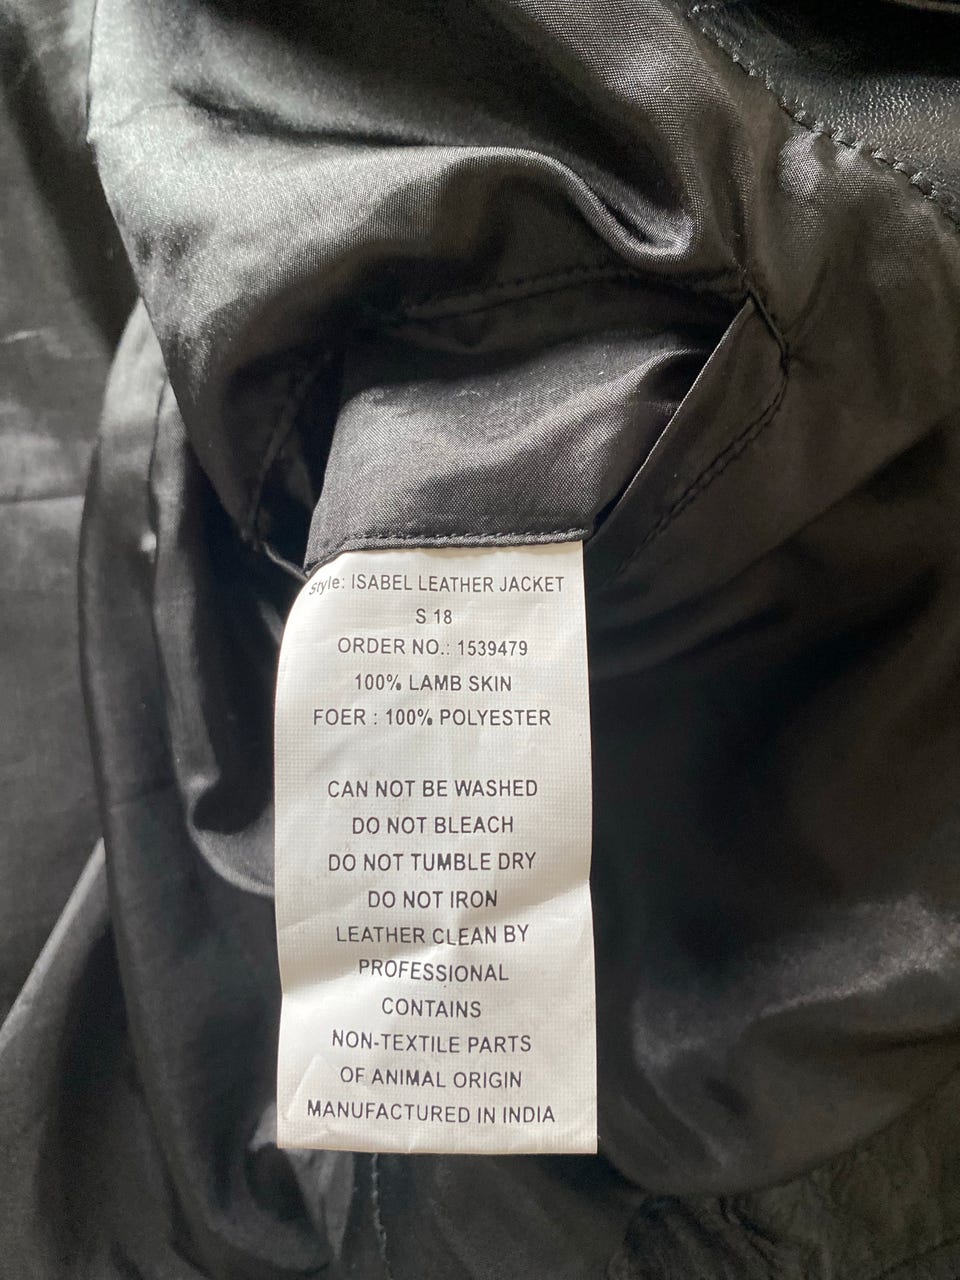 Style: ISABEL LEATHER JACKET
S 18
ORDER NO.: 1539479
100% LAMB SKIN
FOER : 100% POLYESTER
CAN NOT BE WASHED
DO NOT BLEACH
DO NOT TUMBLE DRY
DO NOT IRON
LEATHER CLEAN BY
PROFESSIONAL
CONTAINS
NON-TEXTILE PARTS
OF ANIMAL ORIGIN
MANUFACTURED IN INDIA